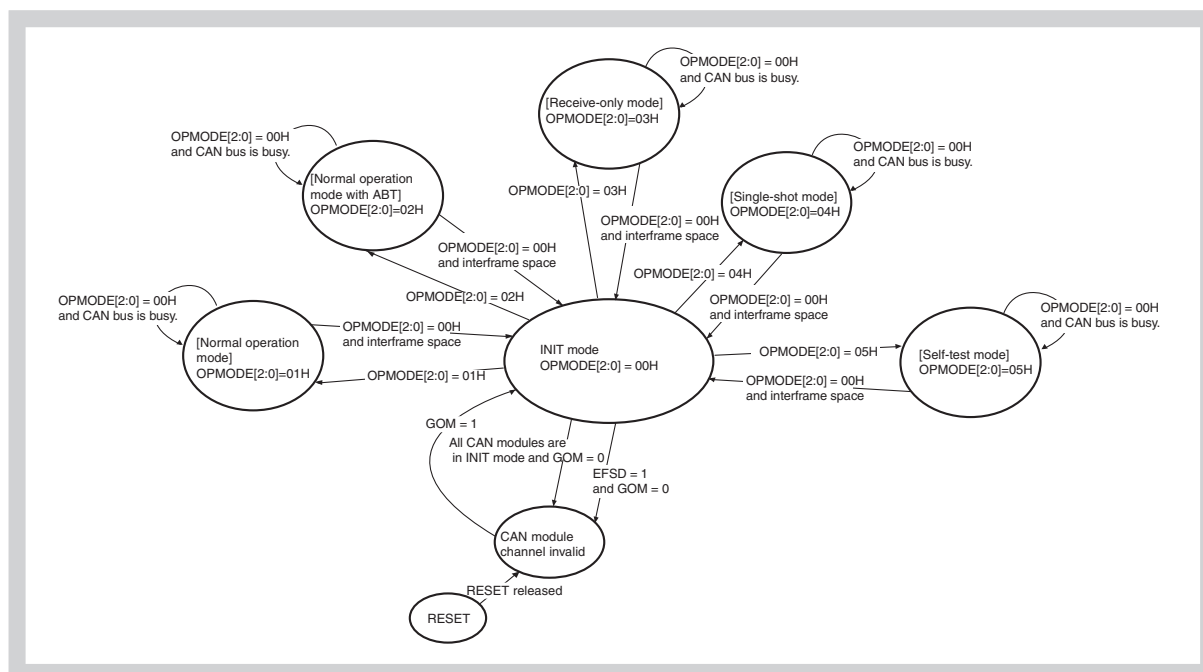 OPMODE[2:0] = 00H
and CAN bus is busy.
[Receive-only mode]
OPMODE[2:0]=03H
OPMODE[2:0] = 00H
and CAN bus is busy.
[Normal operation
mode with ABT]
OPMODE[2:0]=02H
OPMODE[2:0] = 00H
and CAN bus is busy.
[Single-shot mode]
OPMODE[2:0]=04H
OPMODE[2:0] = 03H
OPMODE[2:0] = 00H
and interframe space
OPMODE[2:0] = 00H
and interframe space
OPMODE[2:0] = 04H
OPMODE[2:0] = 02H
OPMODE[2:0] = 00H
and interframe space
OPMODE[2:0] = 00H
and CAN bus is busy.
[Normal operation
mode]
OPMODE[2:0]=01H
OPMODE[2:0] = 00H
and interframe space
OPMODE[2:0] = 01H
INIT mode
OPMODE[2:0] = 00H
OPMODE[2:0] = 05H
OPMODE[2:0] = 00H
and interframe space
OPMODE[2:0] = 00H
and CAN bus is busy.
[Self-test mode]
OPMODE[2:0]=05H
GOM = 1
All CAN modules are
in INIT mode and GOM = 0
EFSD = 1
and GOM = 0
CAN module
channel invalid
RESET released
RESET